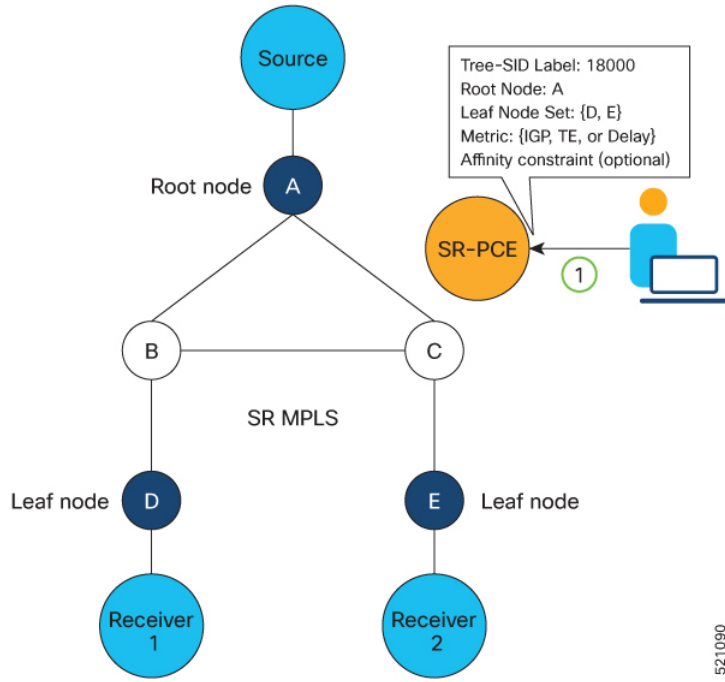 Source
Tree-SID Label: 18000
Root Node: A
Leaf Node Set: {D, E}
Metric: {IGP, TE, or Delay}
Affinity constraint (optional)
Root node
A
SR-PCE
1
B
C
SR MPLS
Leaf node
D
E
Leaf node
Receiver
1
Receiver
2
521090